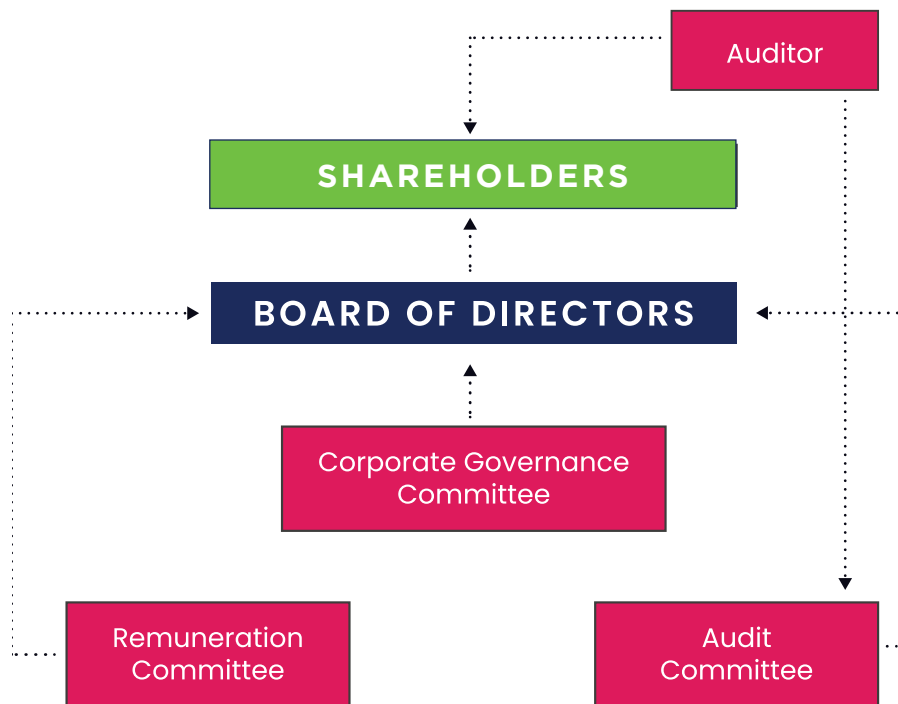 Auditor
SHAREHOLDERS
BOARD OF DIRECTORS
Corporate Governance
Committee
Remuneration
Committee
Audit
Committee